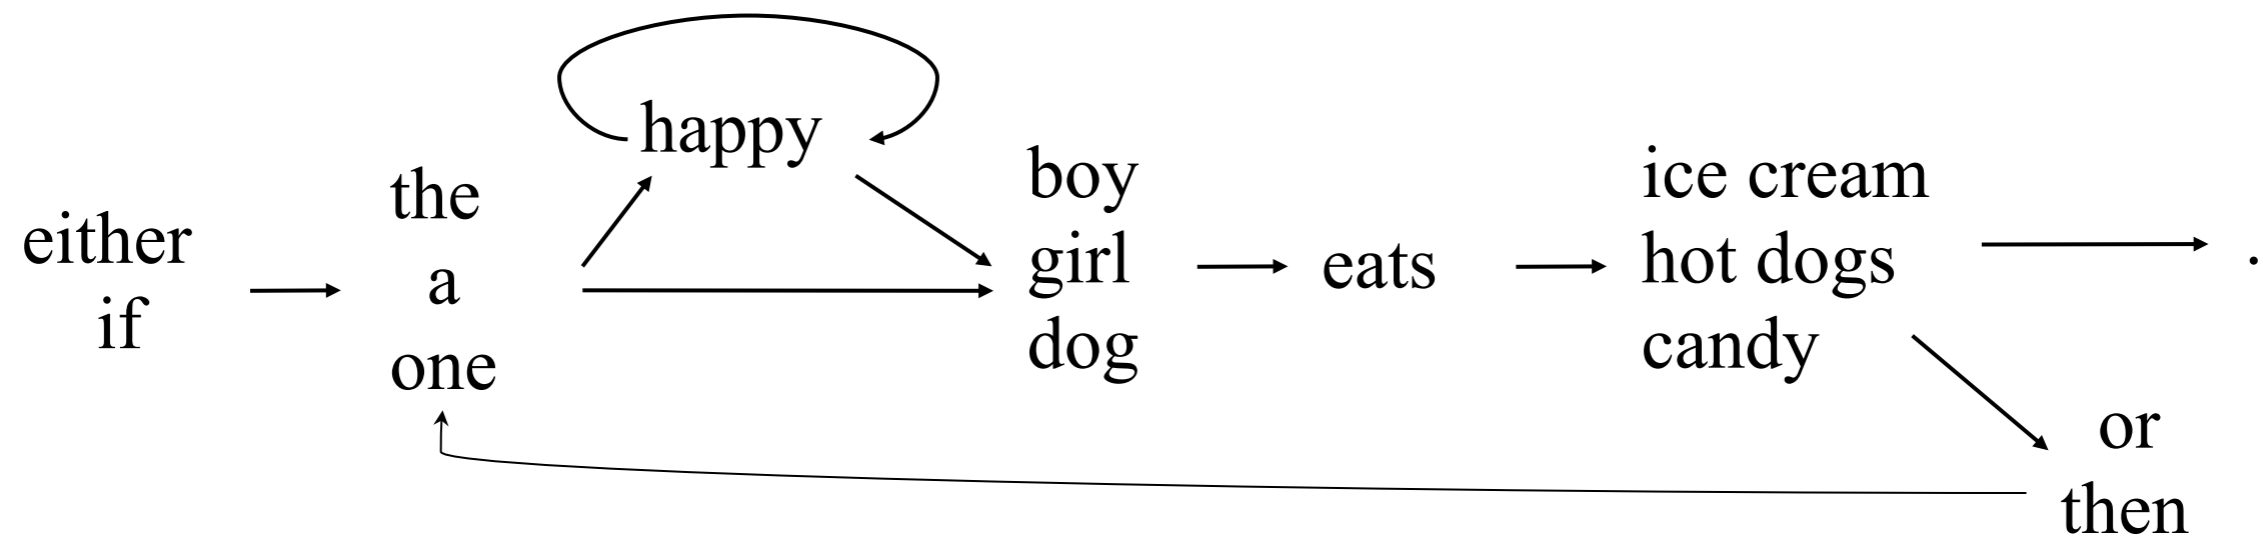 either
if
the
a
one
happy
boy
girl
dog
eats
ice cream
hot dogs
candy
.
or
then